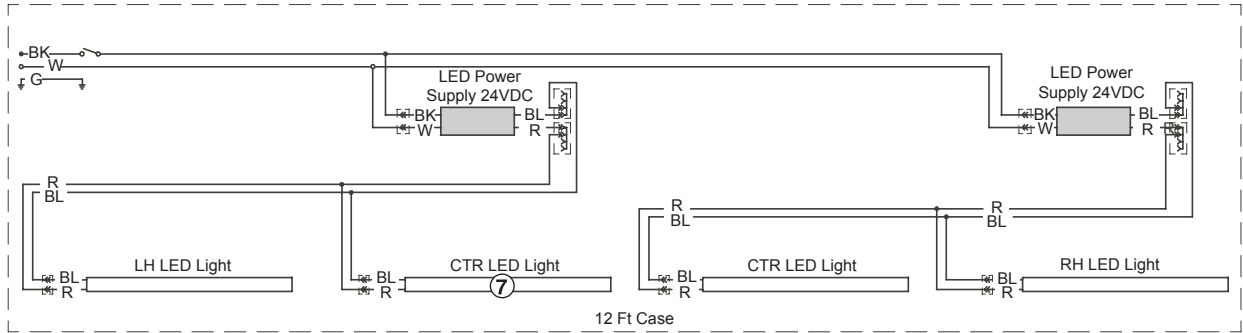 BK
W
G
LED Power
Supply 24VDC
BK
W
BL
R
LED Power
Supply 24VDC
BK
W
BL
R
R
BL
R
BL
R
BL
LH LED Light
BL
R
CTR LED Light
BL
R
7
CTR LED Light
BL
R
RH LED Light
BL
R
12 Ft Case